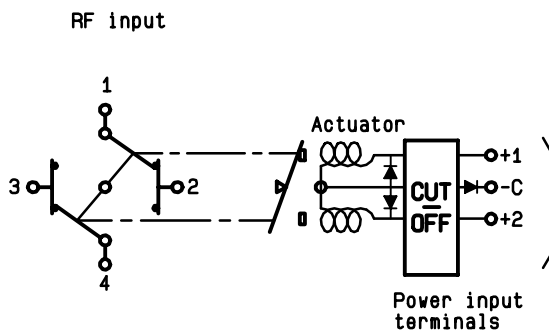 RF input
1
Actuator
+1
3
2
CUT
-C
OFF
+2
4
Power input
terminals